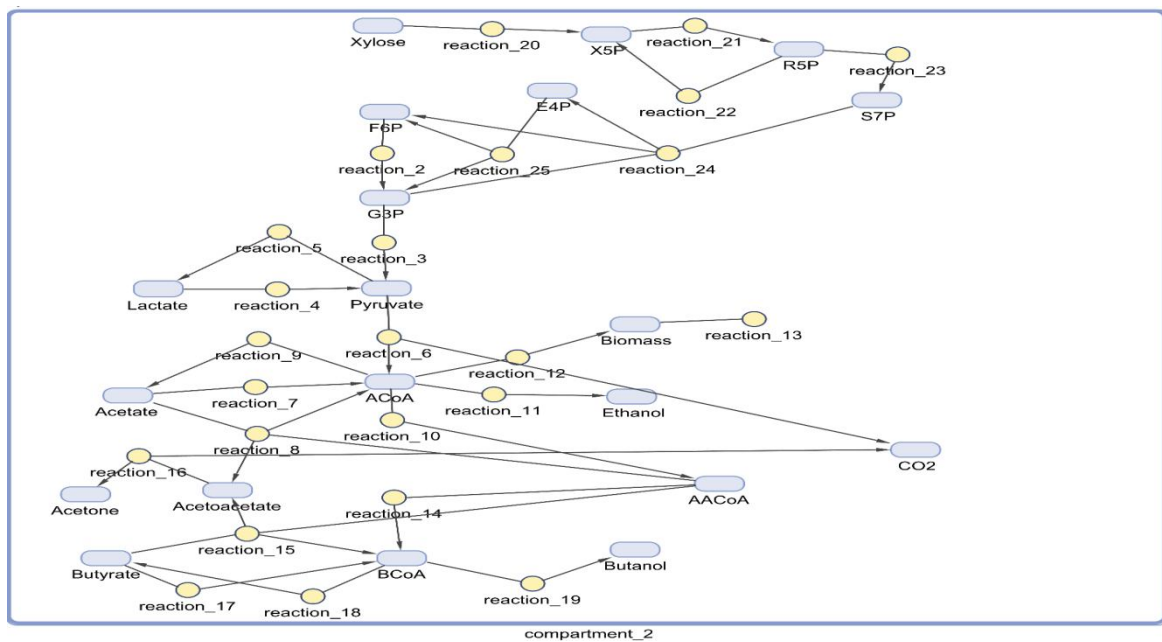 Xylose
reaction_20
X5P
reaction_21
R5P
reaction_23
reaction_22
S7P
E4P
F6P
reaction_2
reaction_25
reaction_24
G3P
reaction_5
reaction_3
Lactate
reaction_4
Pyruvate
Biomass
reaction_13
reaction_9
reaction_6
reaction_12
Acetate
reaction_7
ACoA
reaction_11
Ethanol
reaction_10
reaction_8
CO2
reaction_16
Acetone
Acetoacetate
AACoA
reaction_14
reaction_15
Butyrate
BCoA
Butanol
reaction_17
reaction_18
reaction_19
compartment_2